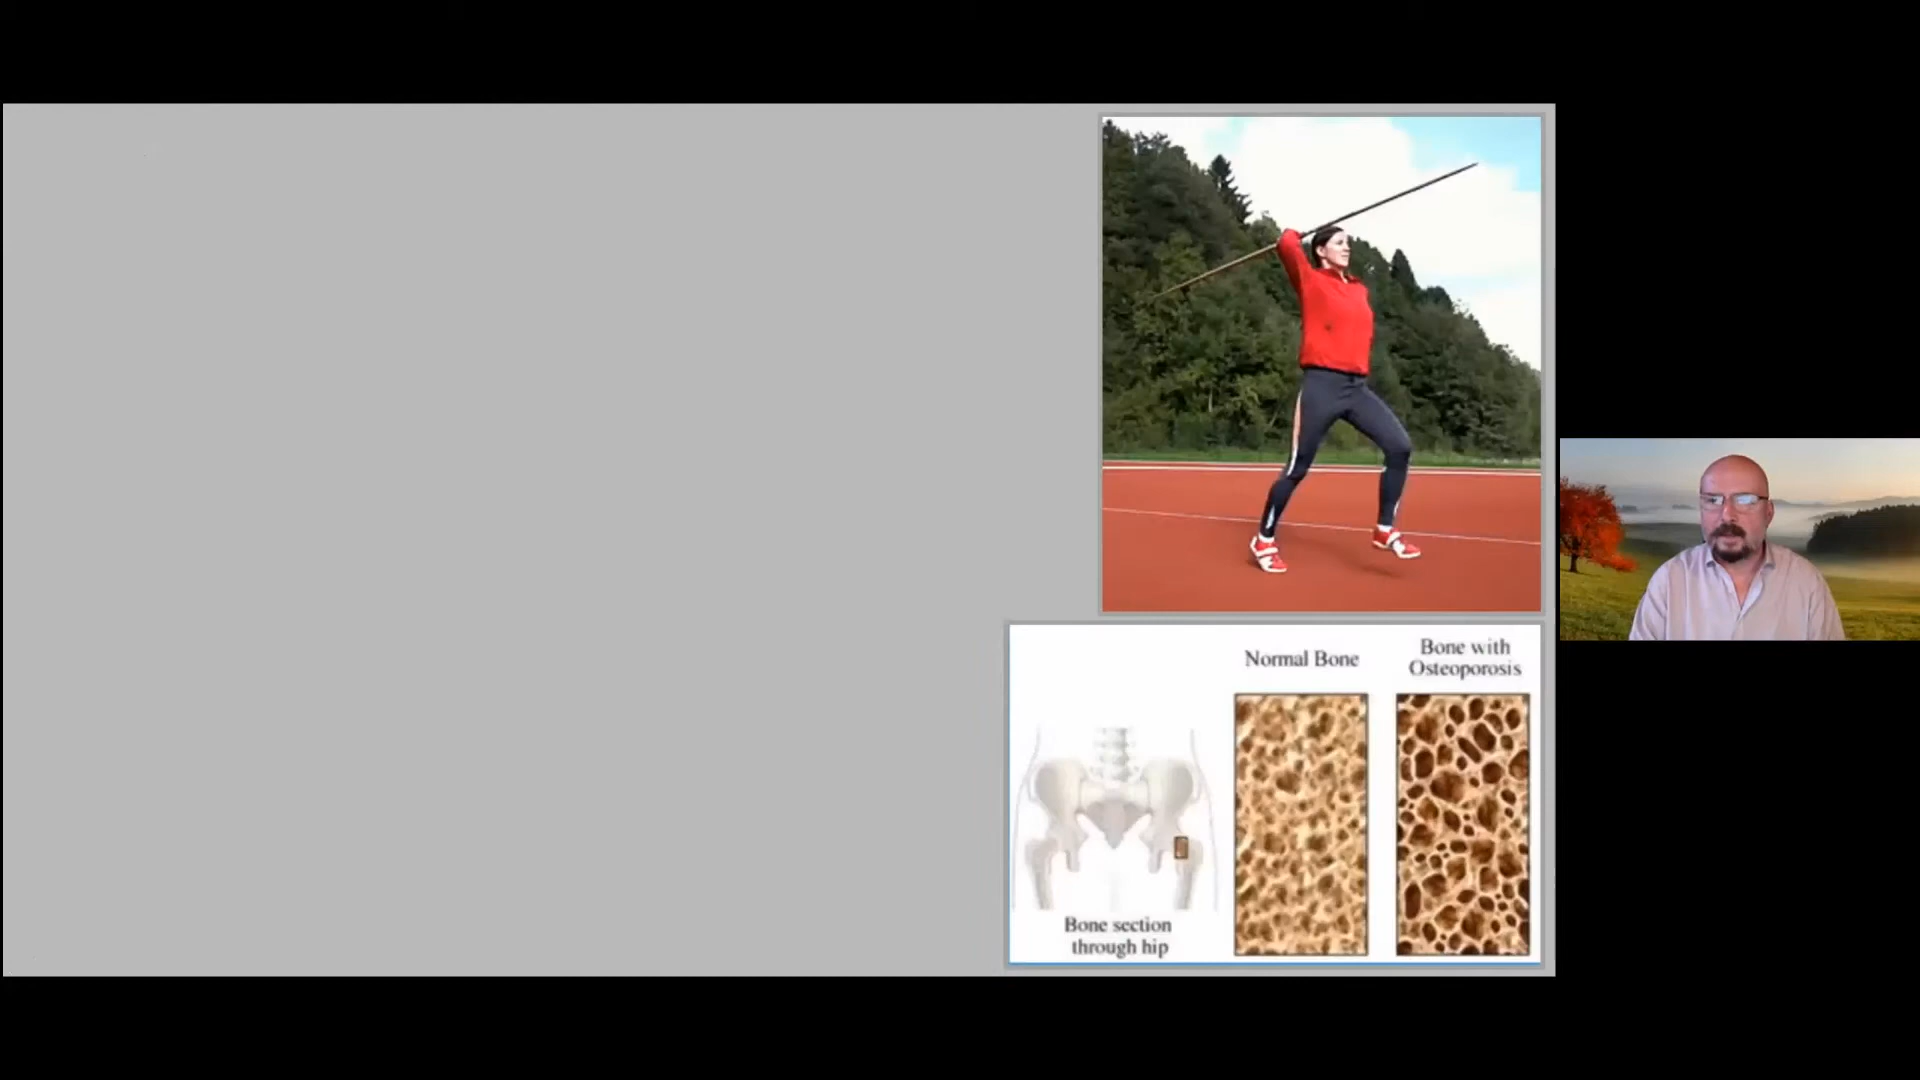 Normal Bone
Bone with
Osteoporosis
Bone section
through hip